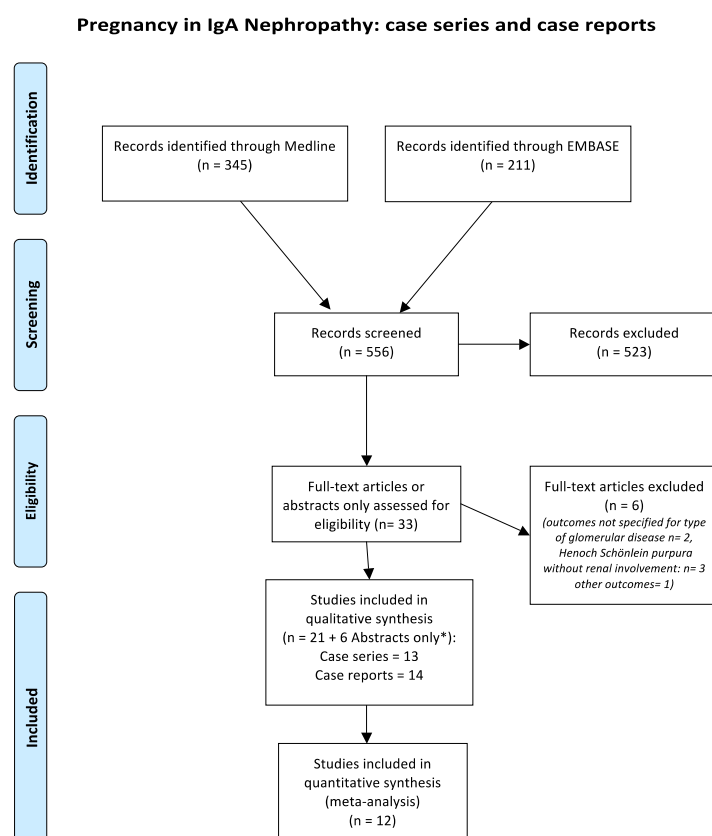 Pregnancy in IgA Nephropathy: case series and case reports
Identification
Records identified through Medline
(n = 345)
Records identified through EMBASE
(n = 211)
Screening
Records screened
(n = 556)
Records excluded
(n = 523)
Eligibility
Full-text articles or
abstracts only assessed for
eligibility (n= 33)
Full-text articles excluded
(n = 6)
(outcomes not specified for type
of glomerular disease n= 2,
Henoch Schönlein purpura
without renal involvement: n= 3
other outcomes= 1)
Included
Studies included in
qualitative synthesis
(n = 21 + 6 Abstracts only*):
Case series = 13
Case reports = 14
Studies included in
quantitative synthesis
(meta-analysis)
(n = 12)